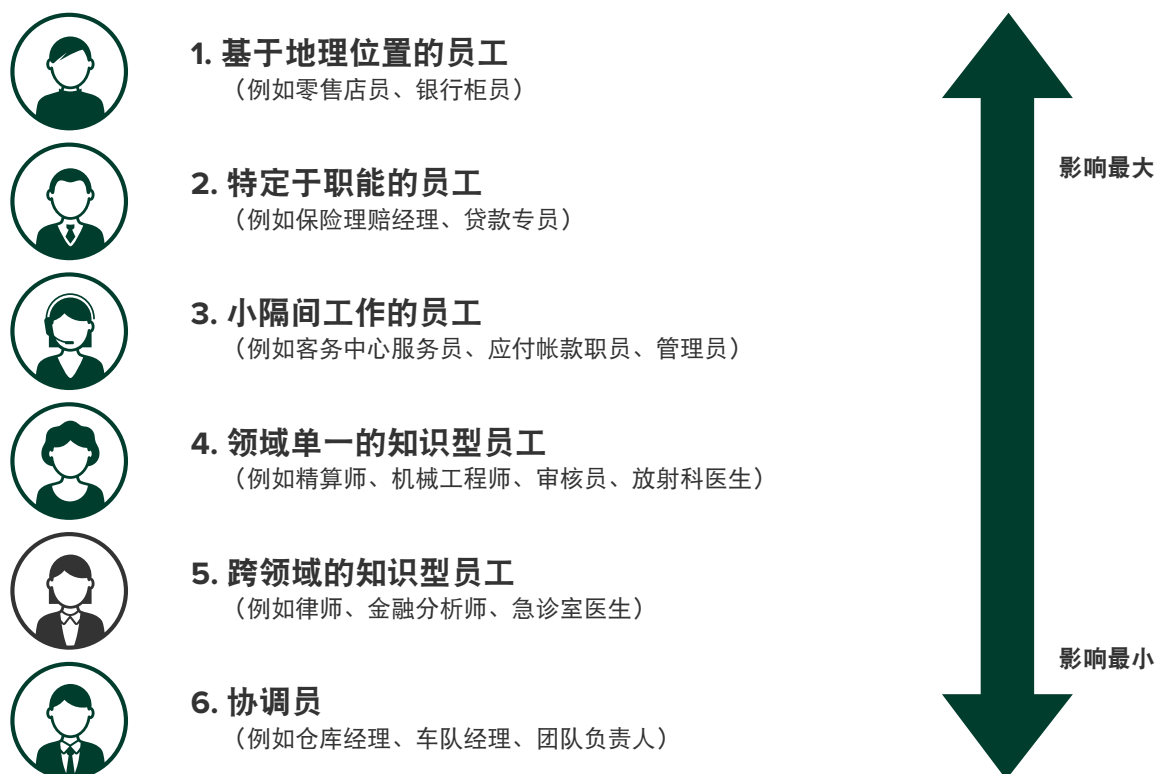 1. 基于地理位置的员工
（例如零售店员、银行柜员）
影响最大
2. 特定于职能的员工
（例如保险理赔经理、贷款专员）
3. 小隔间工作的员工
（例如客务中心服务员、应付帐款职员、管理员）
4. 领域单一的知识型员工
（例如精算师、机械工程师、审核员、放射科医生）
5. 跨领域的知识型员工
（例如律师、金融分析师、急诊室医生）
影响最小
6. 协调员
（例如仓库经理、车队经理、团队负责人）